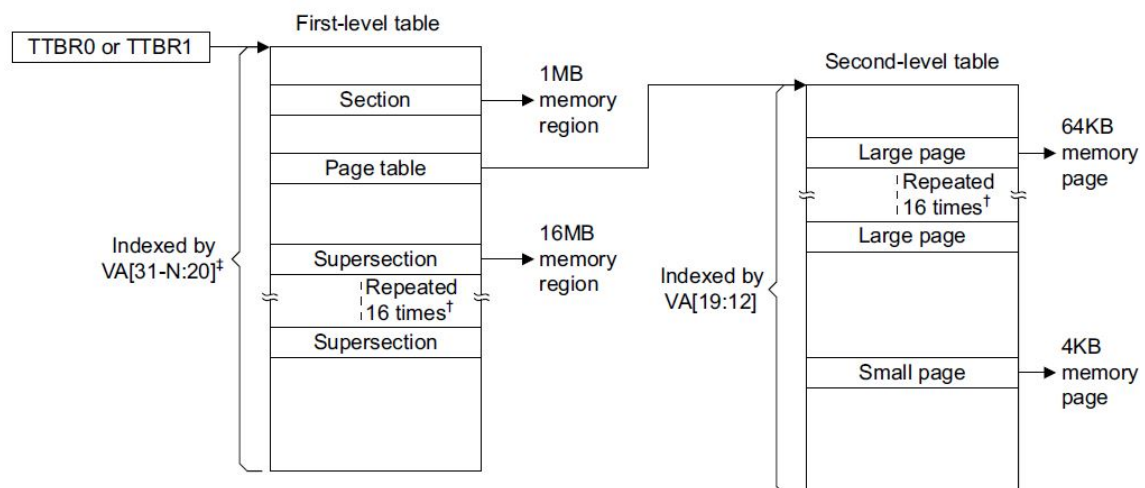 First-level table
TTBR0 or TTBR1
Section
1MB
memory
region
Page table
Indexed by
VA[31-N:20]‡
Supersection
16MB
memory
region
Repeated
16 times†
Supersection
Second-level table
Large page
64KB
memory
page
Repeated
16 times†
Large page
Indexed by
VA[19:12]
Small page
4KB
memory
page